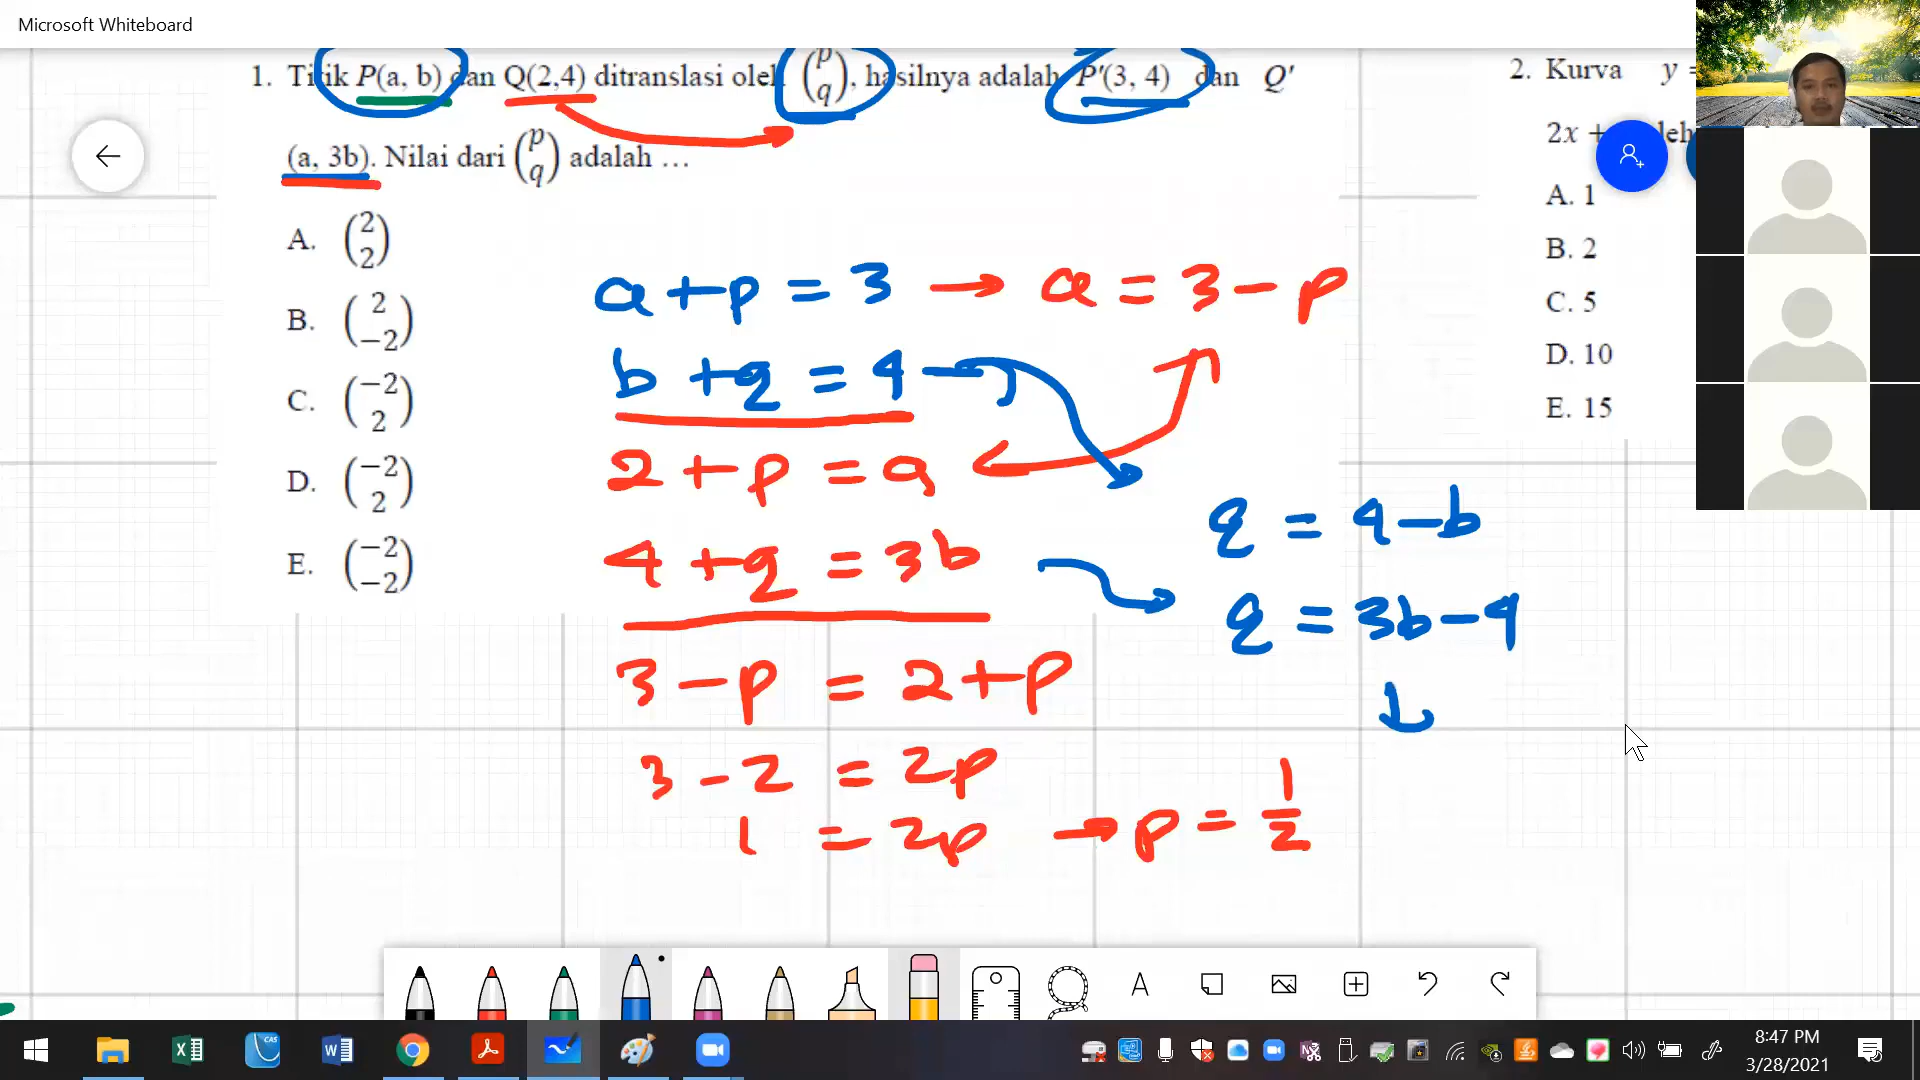 Microsoft Whiteboard
1. Titik P(a, b) dan Q(2,4) ditranslasi oleh (p q), hasilnya adalah P'(3, 4) dan Q'
(a, 3b). Nilai dari (p q) adalah …
A. (2 2)
B. (2 −2)
C. (−2 2)
D. (−2 2)
E. (−2 −2)
a + p = 3 → a = 3 − p
b + q = 4
2 + p = a
4 + q = 3b
3 − p = 2 + p
3 − 2 = 2p
1 = 2p → p = 1/2
q = 4 − b
q = 3b − 4
2. Kurva y =
2x +
A. 1
B. 2
C. 5
D. 10
E. 15
8:47 PM
3/28/2021